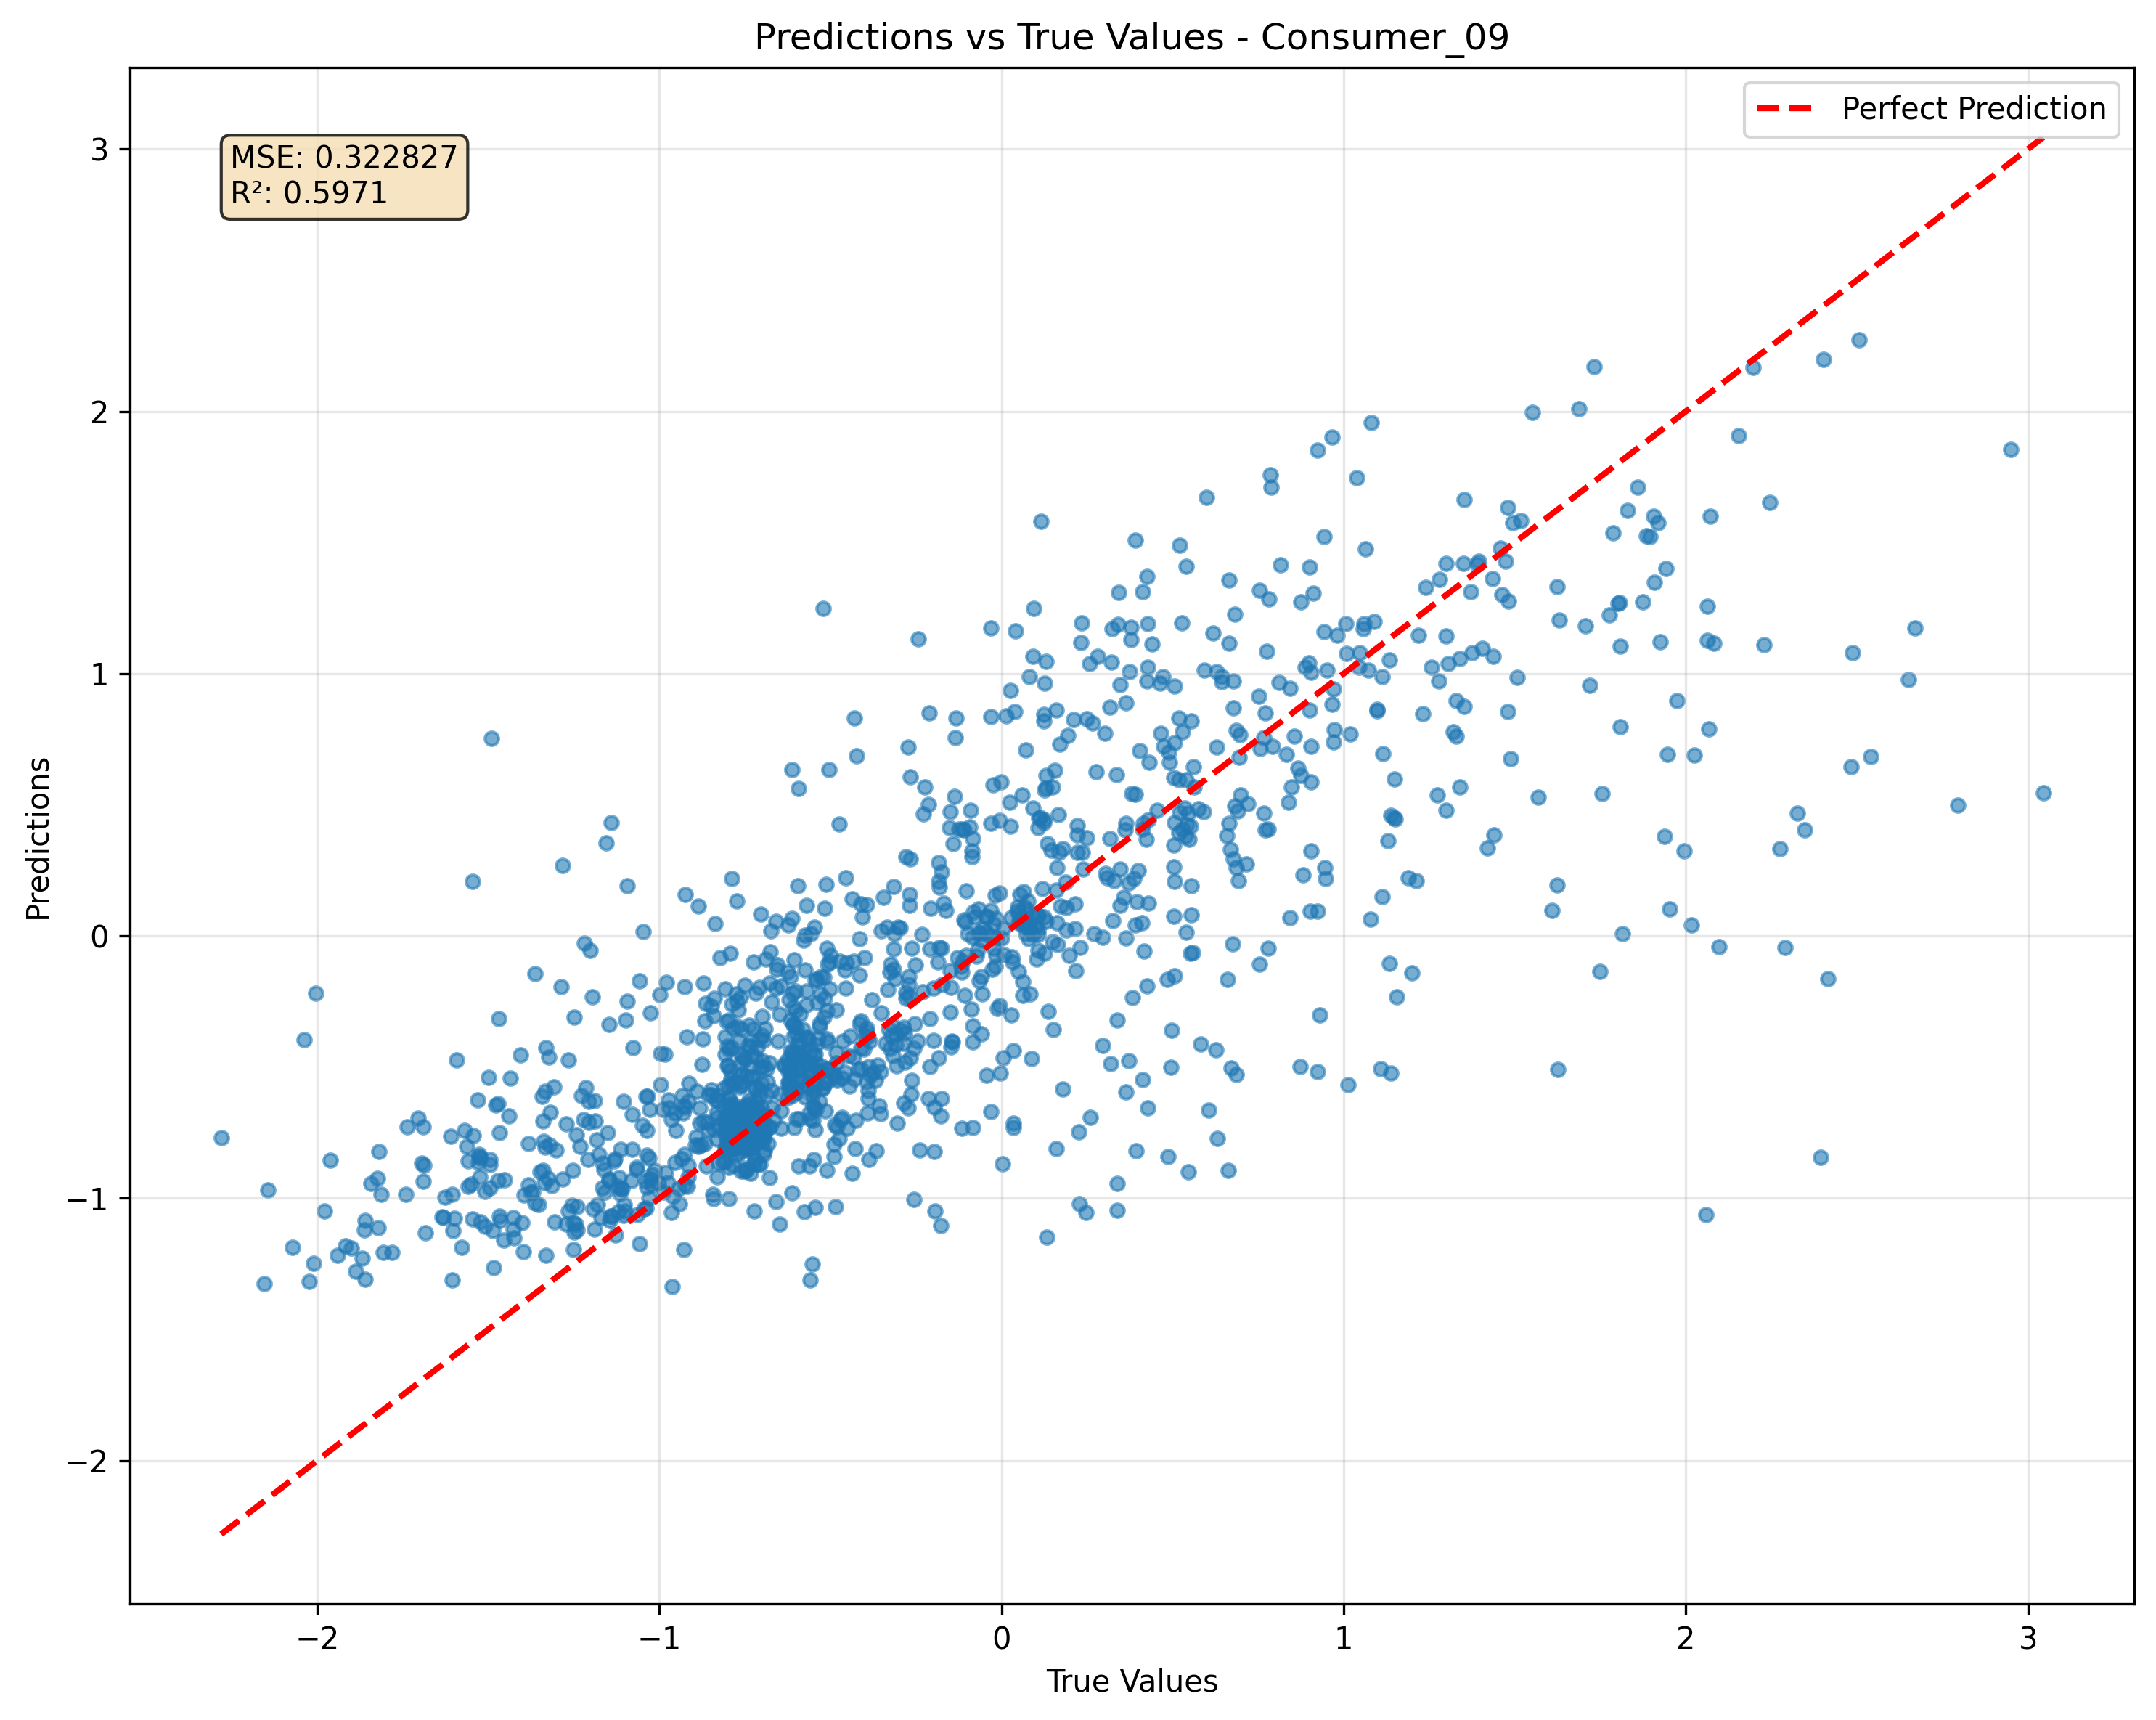 Predictions vs True Values - Consumer_09
MSE: 0.322827
R²: 0.5971
Perfect Prediction
3
2
1
0
−1
−2
Predictions
−2
−1
0
1
2
3
True Values